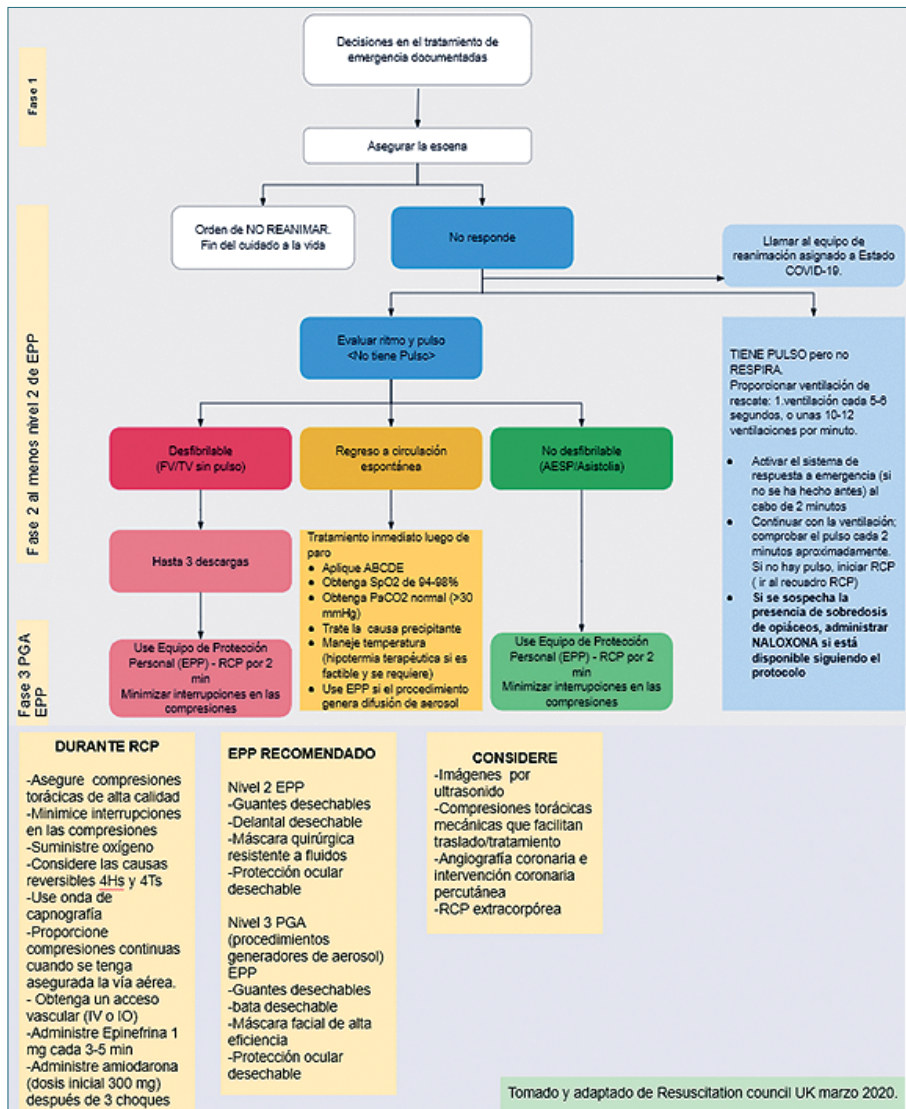 Decisiones en el tratamiento de
emergencia documentadas
Fase 1
Asegurar la escena
Orden de NO REANIMAR.
Fin del cuidado a la vida
No responde
Llamar al equipo de
reanimación asignado a Estado
COVID-19.
Fase 2 al menos nivel 2 de EPP
Evaluar ritmo y pulso
<No tiene Pulso>
TIENE PULSO pero no
RESPIRA.
Proporcionar ventilación de
rescate: 1.ventilación cada 5-6
segundos, o unas 10-12
ventilaciones por minuto.
● Activar el sistema de
respuesta a emergencia (si
no se ha hecho antes) al
cabo de 2 minutos
● Continuar con la ventilación;
comprobar el pulso cada 2
minutos aproximadamente.
Si no hay pulso, iniciar RCP
( ir al recuadro RCP)
● Si se sospecha la
presencia de sobredosis
de opiáceos, administrar
NALOXONA si está
disponible siguiendo el
protocolo
Desfibrilable
(FV/TV sin pulso)
Regreso a circulación
espontánea
No desfibrilable
(AESP/Asistolia)
Hasta 3 descargas
Tratamiento inmediato luego de
paro
● Aplique ABCDE
● Obtenga SpO2 de 94-98%
● Obtenga PaCO2 normal (>30
mmHg)
● Trate la causa precipitante
● Maneje temperatura
(hipotermia terapéutica si es
factible y se requiere)
● Use EPP si el procedimiento
genera difusión de aerosol
Fase 3 PGA
EPP
Use Equipo de Protección
Personal (EPP) - RCP por 2
min
Minimizar interrupciones en las
compresiones
Use Equipo de Protección
Personal (EPP) - RCP por 2
min
Minimizar interrupciones en las
compresiones
DURANTE RCP
-Asegure compresiones
torácicas de alta calidad
-Minimice interrupciones
en las compresiones
-Suministre oxígeno
-Considere las causas
reversibles 4Hs y 4Ts
-Use onda de
capnografía
-Proporcione
compresiones continuas
cuando se tenga
asegurada la vía aérea.
- Obtenga un acceso
vascular (IV o IO)
-Administre Epinefrina 1
mg cada 3-5 min
-Administre amiodarona
(dosis inicial 300 mg)
después de 3 choques
EPP RECOMENDADO
Nivel 2 EPP
-Guantes desechables
-Delantal desechable
-Máscara quirúrgica
resistente a fluidos
-Protección ocular
desechable
Nivel 3 PGA
(procedimientos
generadores de aerosol)
EPP
-Guantes desechables
-bata desechable
-Máscara facial de alta
eficiencia
-Protección ocular
desechable
CONSIDERE
-Imágenes por
ultrasonido
-Compresiones torácicas
mecánicas que facilitan
traslado/tratamiento
-Angiografía coronaria e
intervención coronaria
percutánea
-RCP extracorpórea
Tomado y adaptado de Resuscitation council UK marzo 2020.